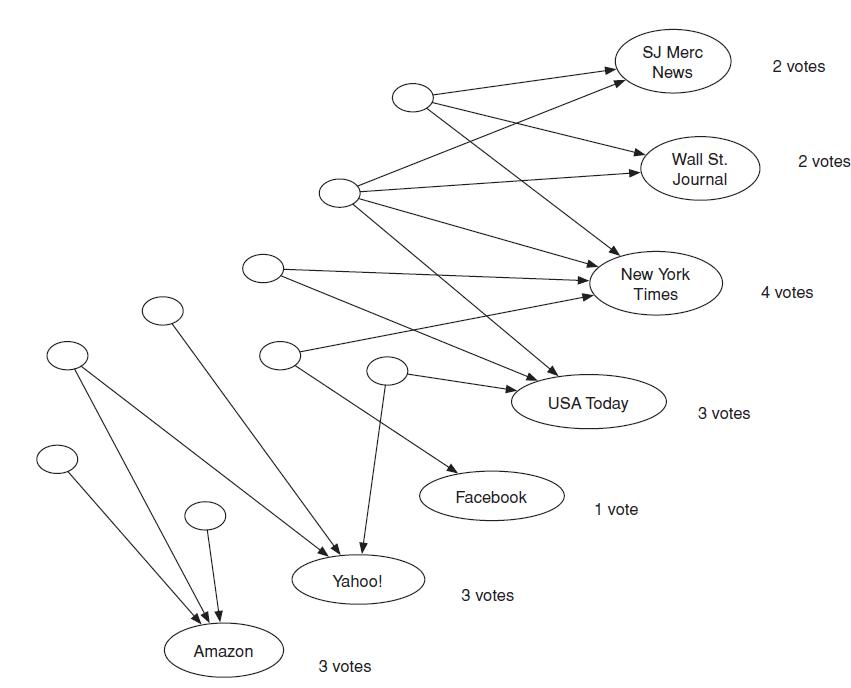 SJ Merc
News
2 votes
Wall St.
Journal
2 votes
New York
Times
4 votes
USA Today
3 votes
Facebook
1 vote
Yahoo!
3 votes
Amazon
3 votes